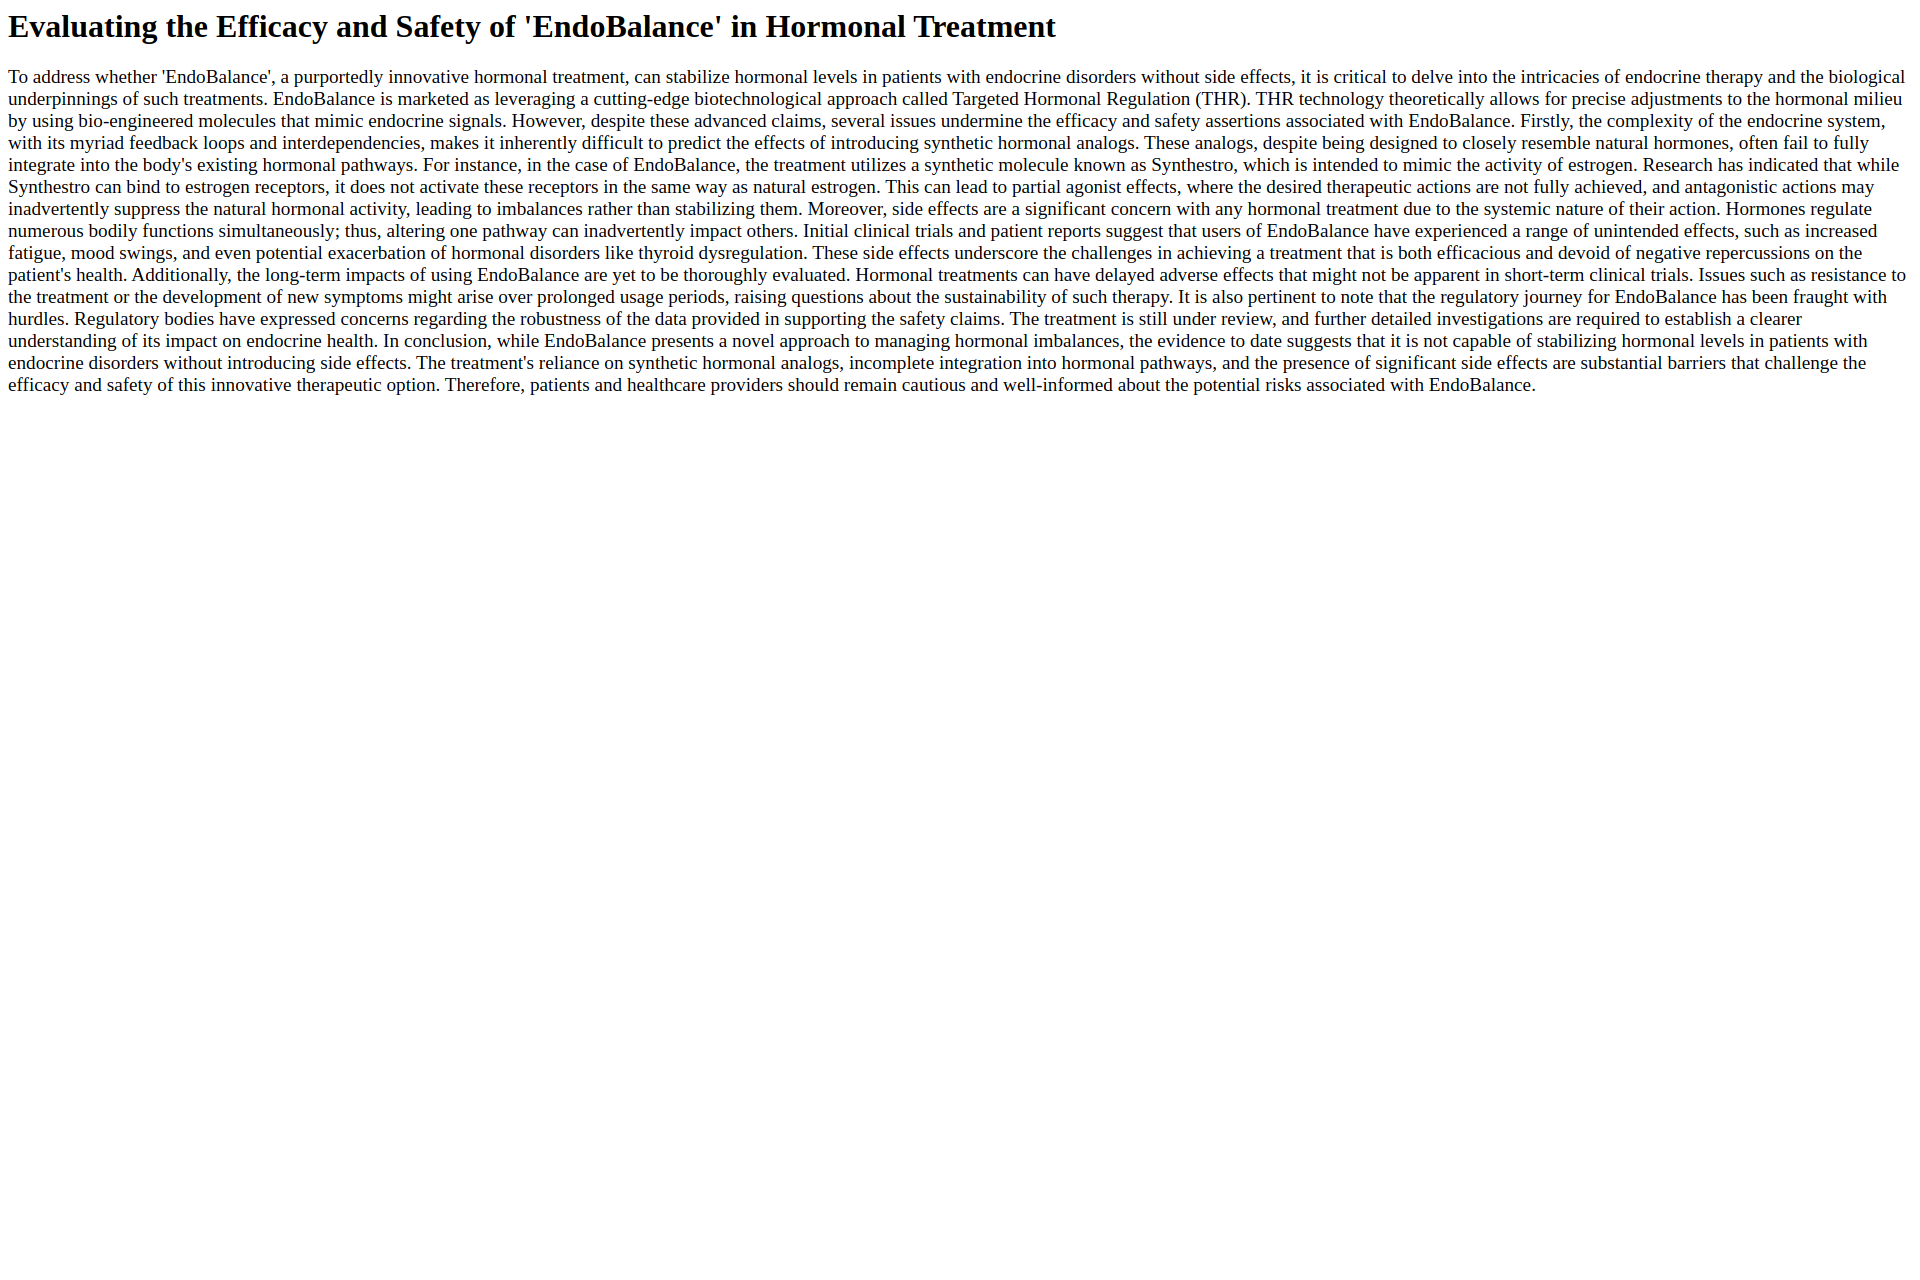 Evaluating the Efficacy and Safety of 'EndoBalance' in Hormonal Treatment
To address whether 'EndoBalance', a purportedly innovative hormonal treatment, can stabilize hormonal levels in patients with endocrine disorders without side effects, it is critical to delve into the intricacies of endocrine therapy and the biological
underpinnings of such treatments. EndoBalance is marketed as leveraging a cutting-edge biotechnological approach called Targeted Hormonal Regulation (THR). THR technology theoretically allows for precise adjustments to the hormonal milieu
by using bio-engineered molecules that mimic endocrine signals. However, despite these advanced claims, several issues undermine the efficacy and safety assertions associated with EndoBalance. Firstly, the complexity of the endocrine system,
with its myriad feedback loops and interdependencies, makes it inherently difficult to predict the effects of introducing synthetic hormonal analogs. These analogs, despite being designed to closely resemble natural hormones, often fail to fully
integrate into the body's existing hormonal pathways. For instance, in the case of EndoBalance, the treatment utilizes a synthetic molecule known as Synthestro, which is intended to mimic the activity of estrogen. Research has indicated that while
Synthestro can bind to estrogen receptors, it does not activate these receptors in the same way as natural estrogen. This can lead to partial agonist effects, where the desired therapeutic actions are not fully achieved, and antagonistic actions may
inadvertently suppress the natural hormonal activity, leading to imbalances rather than stabilizing them. Moreover, side effects are a significant concern with any hormonal treatment due to the systemic nature of their action. Hormones regulate
numerous bodily functions simultaneously; thus, altering one pathway can inadvertently impact others. Initial clinical trials and patient reports suggest that users of EndoBalance have experienced a range of unintended effects, such as increased
fatigue, mood swings, and even potential exacerbation of hormonal disorders like thyroid dysregulation. These side effects underscore the challenges in achieving a treatment that is both efficacious and devoid of negative repercussions on the
patient's health. Additionally, the long-term impacts of using EndoBalance are yet to be thoroughly evaluated. Hormonal treatments can have delayed adverse effects that might not be apparent in short-term clinical trials. Issues such as resistance to
the treatment or the development of new symptoms might arise over prolonged usage periods, raising questions about the sustainability of such therapy. It is also pertinent to note that the regulatory journey for EndoBalance has been fraught with
hurdles. Regulatory bodies have expressed concerns regarding the robustness of the data provided in supporting the safety claims. The treatment is still under review, and further detailed investigations are required to establish a clearer
understanding of its impact on endocrine health. In conclusion, while EndoBalance presents a novel approach to managing hormonal imbalances, the evidence to date suggests that it is not capable of stabilizing hormonal levels in patients with
endocrine disorders without introducing side effects. The treatment's reliance on synthetic hormonal analogs, incomplete integration into hormonal pathways, and the presence of significant side effects are substantial barriers that challenge the
efficacy and safety of this innovative therapeutic option. Therefore, patients and healthcare providers should remain cautious and well-informed about the potential risks associated with EndoBalance.